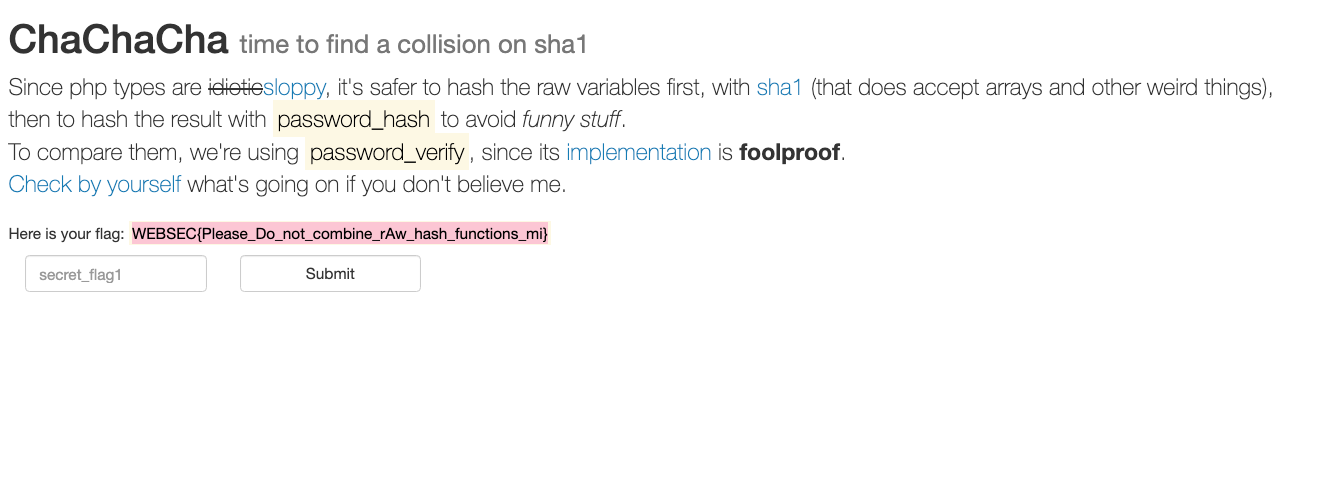 ChaChaCha time to find a collision on sha1
Since php types are idioticsloppy, it's safer to hash the raw variables first, with sha1 (that does accept arrays and other weird things),
then to hash the result with password_hash to avoid funny stuff.
To compare them, we're using password_verify, since its implementation is foolproof.
Check by yourself what's going on if you don't believe me.
Here is your flag: WEBSEC{Please_Do_not_combine_rAw_hash_functions_mi}
secret_flag1 Submit